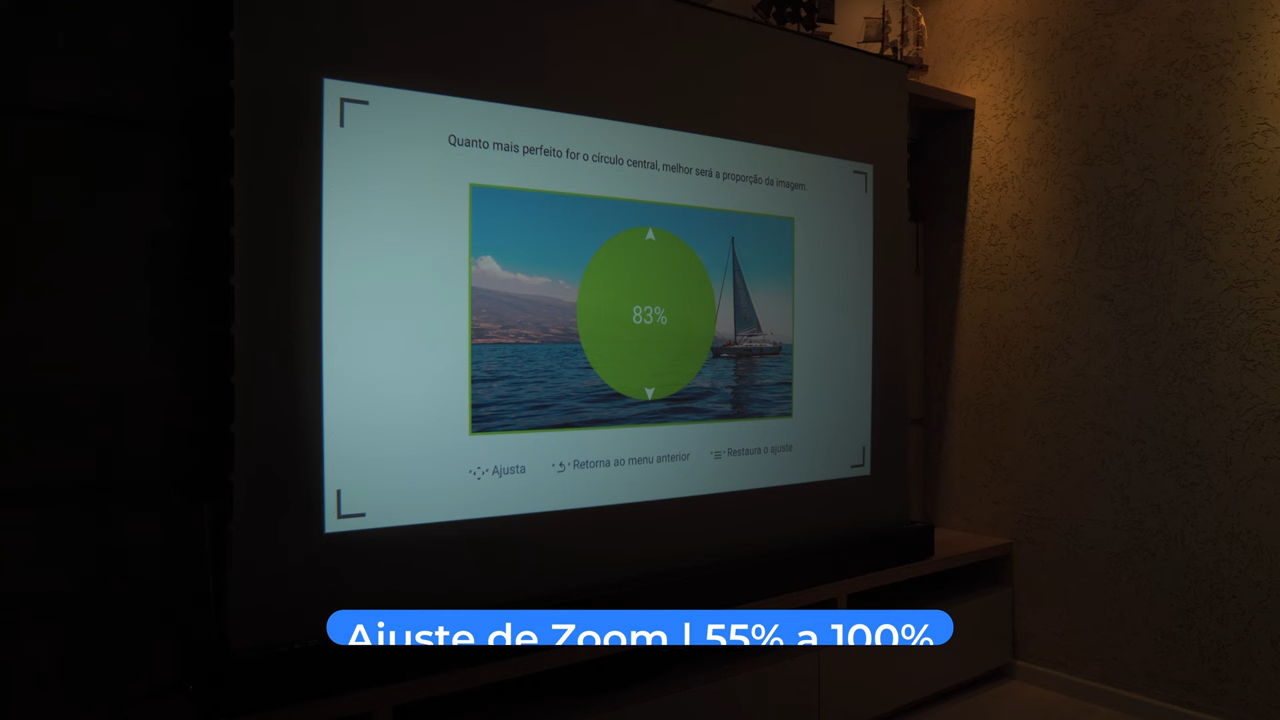 Quanto mais perfeito for o círculo central, melhor será a proporção da imagem.
83%
Ajusta
Retorna ao menu anterior
Restaura o ajuste
Ajuste de Zoom | 55% a 100%